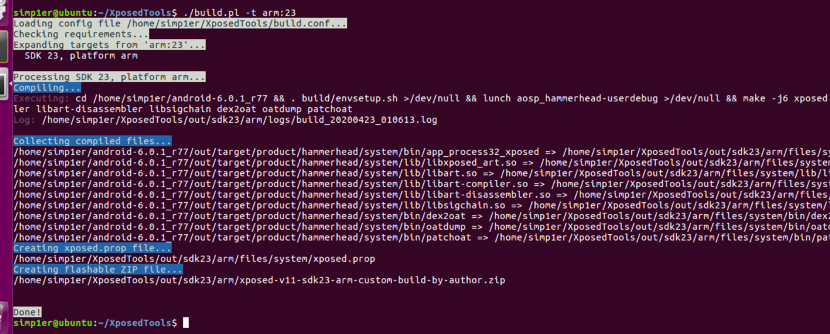 simp1er@ubuntu:~/XposedTools$ ./build.pl -t arm:23
Loading config file /home/simp1er/XposedTools/build.conf...
Checking requirements...
Expanding targets from 'arm:23'...
SDK 23, platform arm
Processing SDK 23, platform arm...
Compiling...
Executing: cd /home/simp1er/android-6.0.1_r77 && . build/envsetup.sh >/dev/null && lunch aosp_hammerhead-userdebug >/dev/null && make -j6 xposed
ler libart-disassembler libsigchain dex2oat oatdump patchoat
Log: /home/simp1er/XposedTools/out/sdk23/arm/logs/build_20200423_010613.log
Collecting compiled files...
/home/simp1er/android-6.0.1_r77/out/target/product/hammerhead/system/bin/app_process32_xposed => /home/simp1er/XposedTools/out/sdk23/arm/files/sy
/home/simp1er/android-6.0.1_r77/out/target/product/hammerhead/system/lib/libxposed_art.so => /home/simp1er/XposedTools/out/sdk23/arm/files/system
/home/simp1er/android-6.0.1_r77/out/target/product/hammerhead/system/lib/libart.so => /home/simp1er/XposedTools/out/sdk23/arm/files/system/lib/li
/home/simp1er/android-6.0.1_r77/out/target/product/hammerhead/system/lib/libart-compiler.so => /home/simp1er/XposedTools/out/sdk23/arm/files/syst
/home/simp1er/android-6.0.1_r77/out/target/product/hammerhead/system/lib/libart-disassembler.so => /home/simp1er/XposedTools/out/sdk23/arm/files/
/home/simp1er/android-6.0.1_r77/out/target/product/hammerhead/system/lib/libsigchain.so => /home/simp1er/XposedTools/out/sdk23/arm/files/system/l
/home/simp1er/android-6.0.1_r77/out/target/product/hammerhead/system/bin/dex2oat => /home/simp1er/XposedTools/out/sdk23/arm/files/system/bin/dex2
/home/simp1er/android-6.0.1_r77/out/target/product/hammerhead/system/bin/oatdump => /home/simp1er/XposedTools/out/sdk23/arm/files/system/bin/oatd
/home/simp1er/android-6.0.1_r77/out/target/product/hammerhead/system/bin/patchoat => /home/simp1er/XposedTools/out/sdk23/arm/files/system/bin/pat
Creating xposed.prop file...
/home/simp1er/XposedTools/out/sdk23/arm/files/system/xposed.prop
Creating flashable ZIP file...
/home/simp1er/XposedTools/out/sdk23/arm/xposed-v11-sdk23-arm-custom-build-by-author.zip
Done!
simp1er@ubuntu:~/XposedTools$